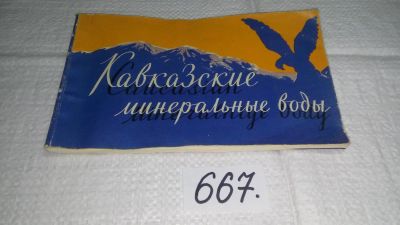 Кавказские
минеральные воды
667.